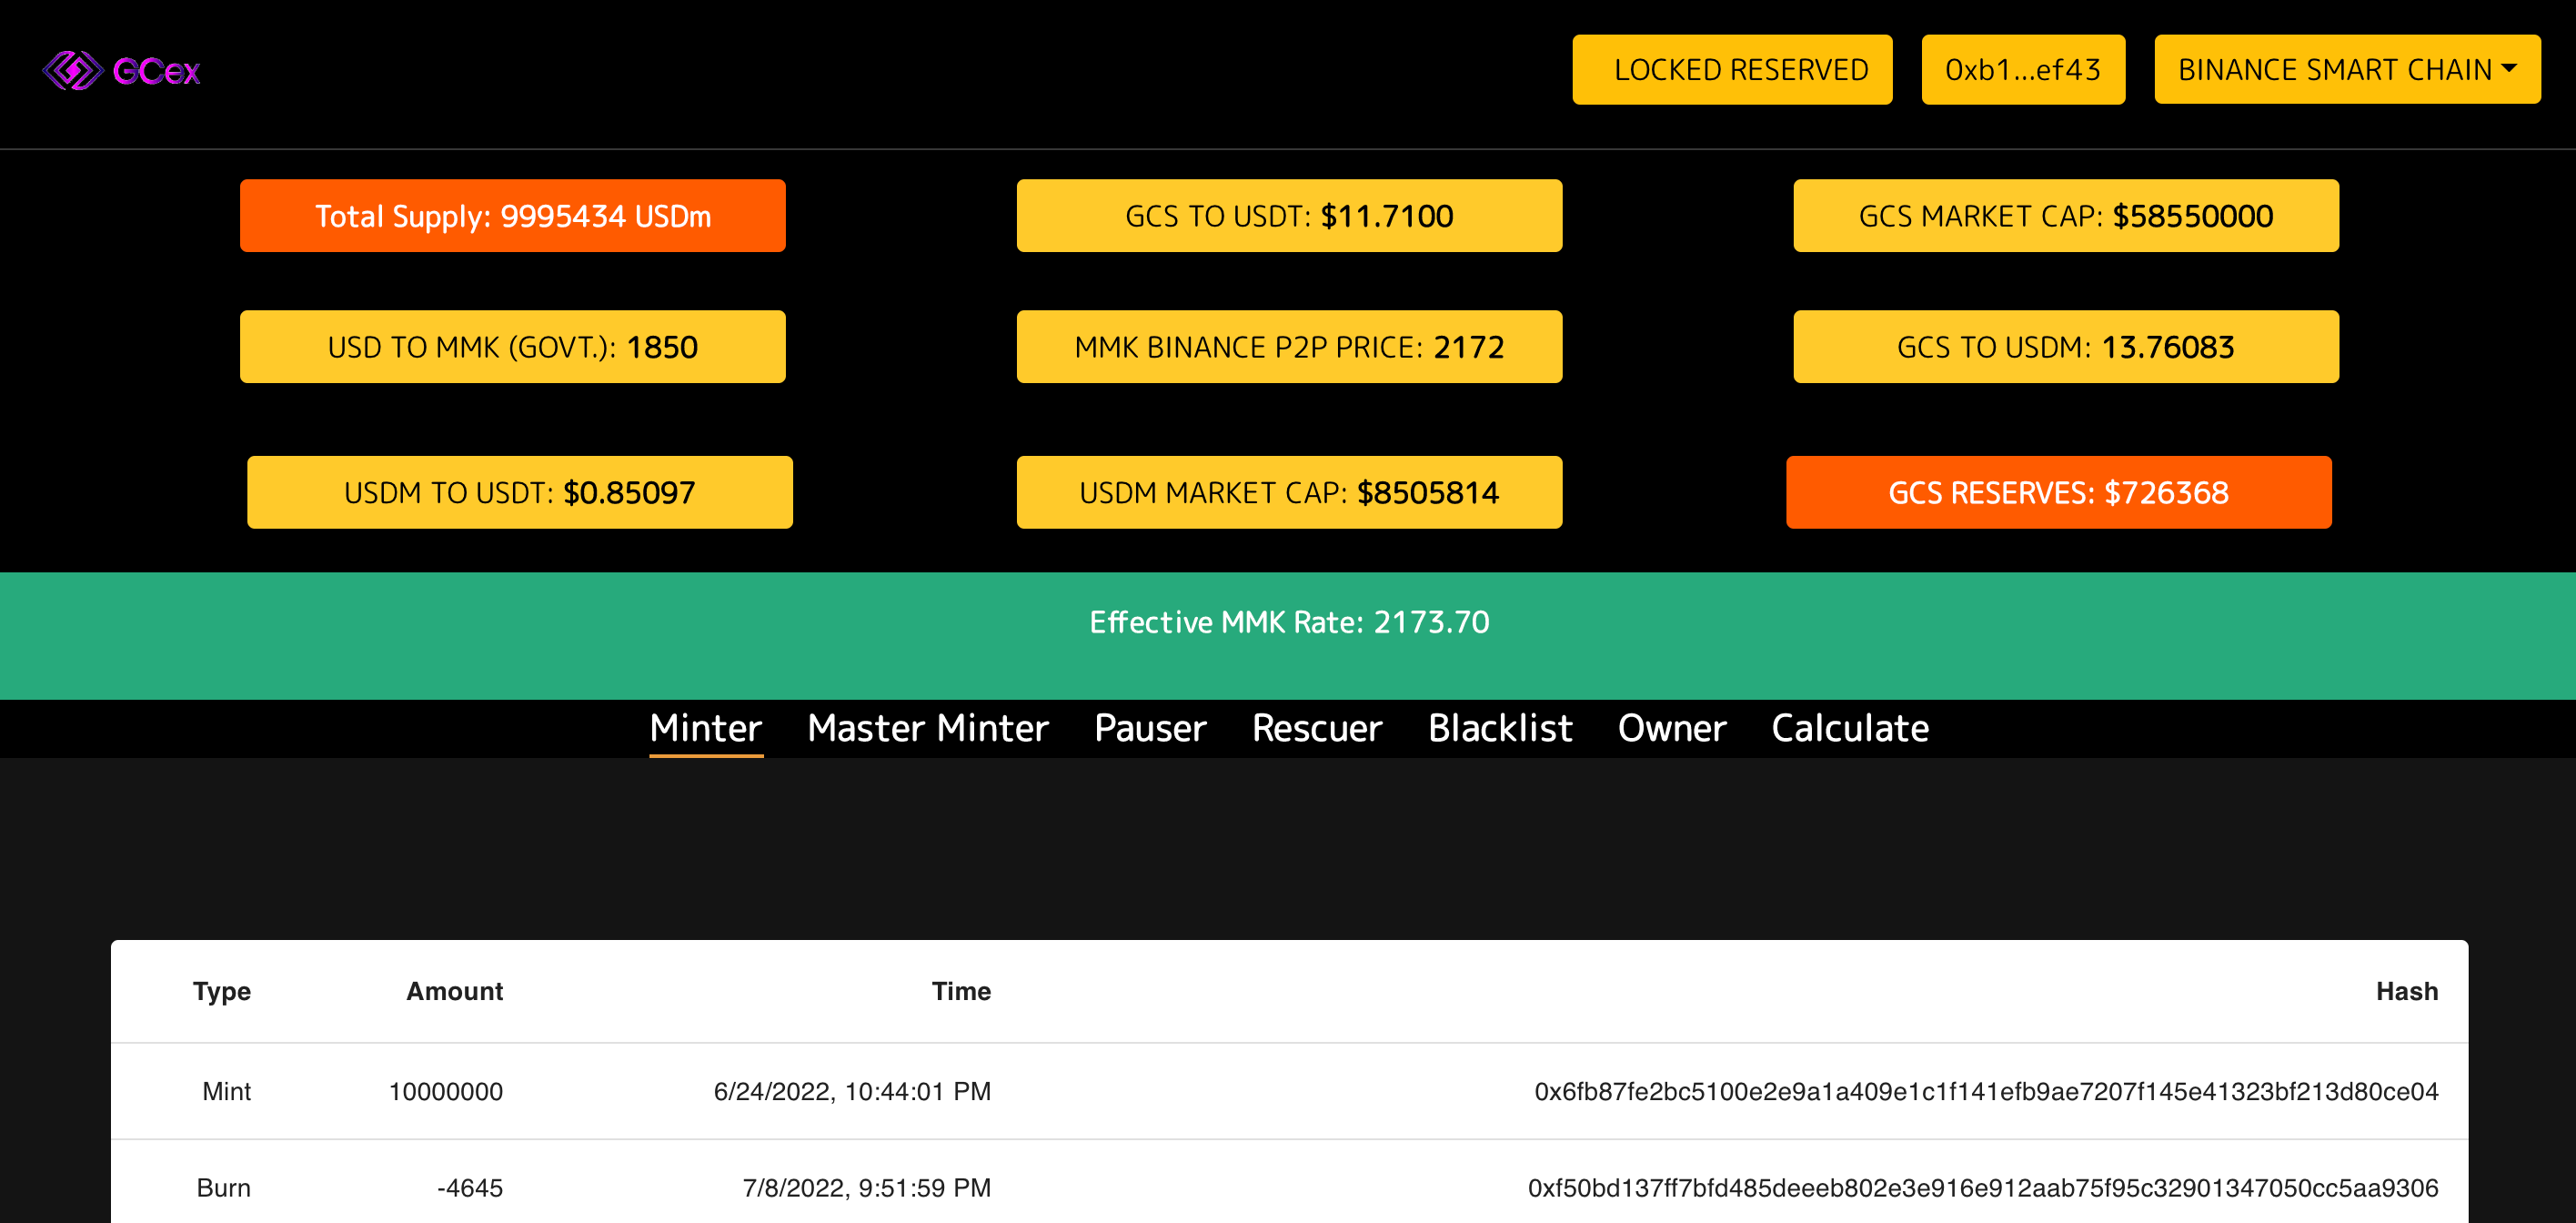 GCex
LOCKED RESERVED
0xb1...ef43
BINANCE SMART CHAIN
Total Supply: 9995434 USDm
GCS TO USDT: $11.7100
GCS MARKET CAP: $58550000
USD TO MMK (GOVT.): 1850
MMK BINANCE P2P PRICE: 2172
GCS TO USDM: 13.76083
USDM TO USDT: $0.85097
USDM MARKET CAP: $8505814
GCS RESERVES: $726368
Effective MMK Rate: 2173.70
Minter Master Minter Pauser Rescuer Blacklist Owner Calculate
Type Amount Time Hash
Mint 10000000 6/24/2022, 10:44:01 PM 0x6fb87fe2bc5100e2e9a1a409e1c1f141efb9ae7207f145e41323bf213d80ce04
Burn -4645 7/8/2022, 9:51:59 PM 0xf50bd137ff7bfd485deeeb802e3e916e912aab75f95c32901347050cc5aa9306